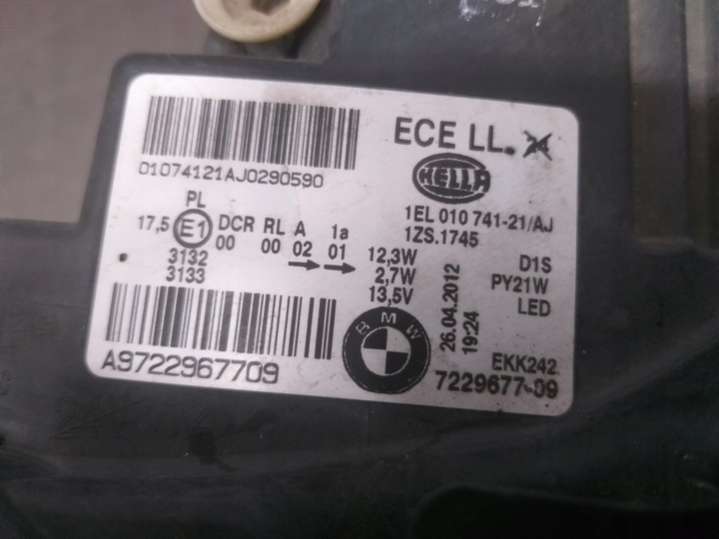 ECE LL.
01074121AJ0290590
HELLA
1EL 010 741-21/AJ
1ZS.1745
PL
17,5 E1 DCR RL A 1a
00 00 02 01
3132
3133
12,3W
2,7W
13,5V
D1S
PY21W
LED
26.04.2012
19:24
BMW
EKK242
A9722967709
7229677-09